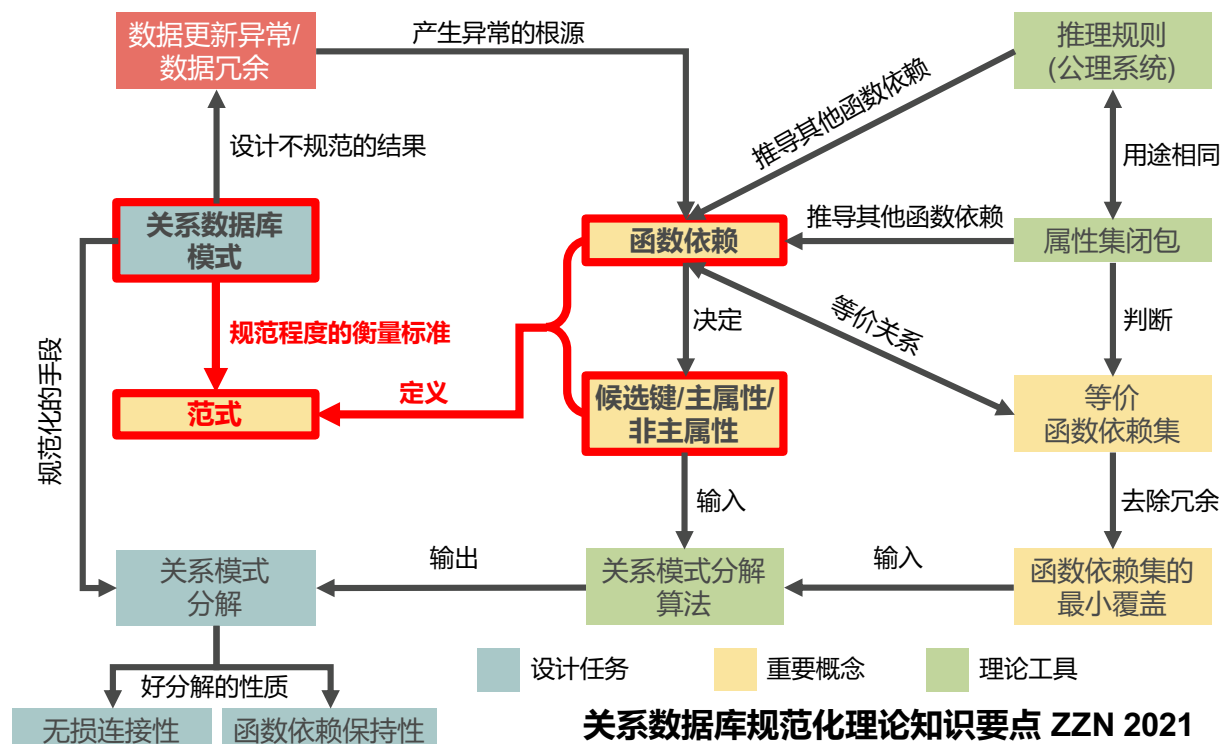 数据更新异常/
数据冗余
产生异常的根源
推理规则
(公理系统)
推导其他函数依赖
设计不规范的结果
用途相同
关系数据库
模式
函数依赖
推导其他函数依赖
属性集闭包
规范程度的衡量标准
决定
等价关系
判断
规范化的手段
范式
定义
候选键/主属性/
非主属性
等价
函数依赖集
输入
去除冗余
关系模式
分解
输出
关系模式分解
算法
输入
函数依赖集的
最小覆盖
好分解的性质
设计任务
重要概念
理论工具
无损连接性
函数依赖保持性
关系数据库规范化理论知识要点 ZZN 2021